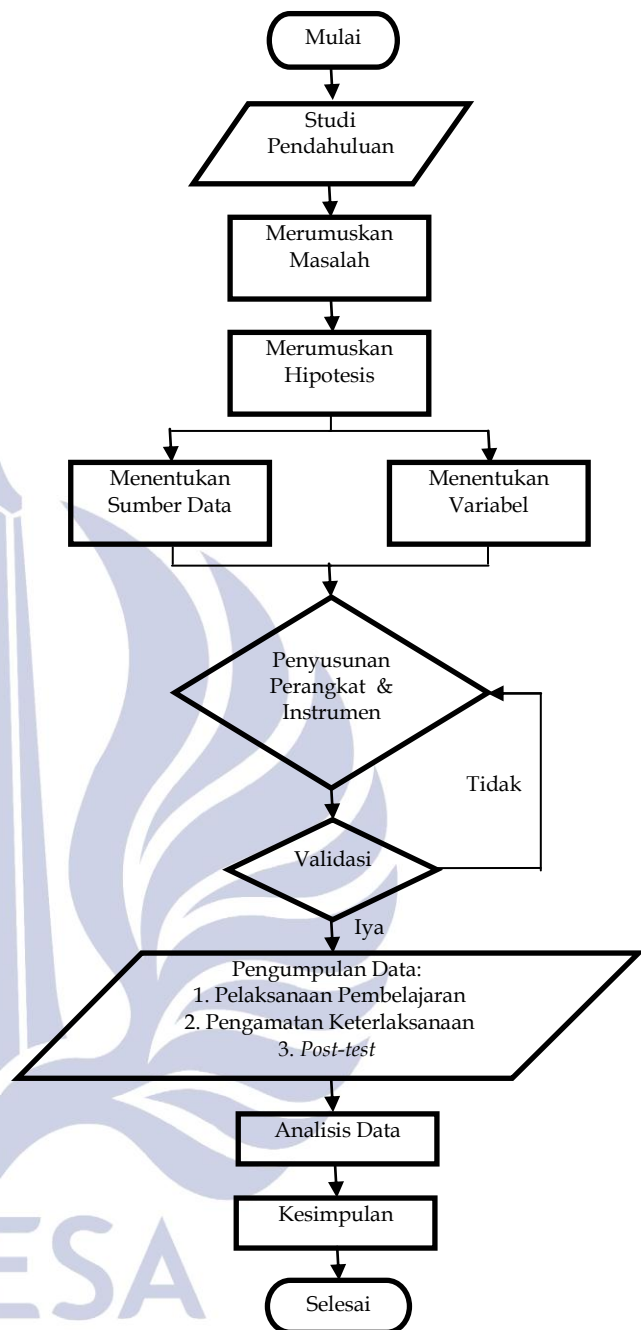 Mulai
Studi
Pendahuluan
Merumuskan
Masalah
Merumuskan
Hipotesis
Menentukan
Sumber Data
Menentukan
Variabel
Penyusunan
Perangkat &
Instrumen
Tidak
Validasi
Iya
Pengumpulan Data:
1. Pelaksanaan Pembelajaran
2. Pengamatan Keterlaksanaan
3. Post-test
Analisis Data
Kesimpulan
ESA
Selesai